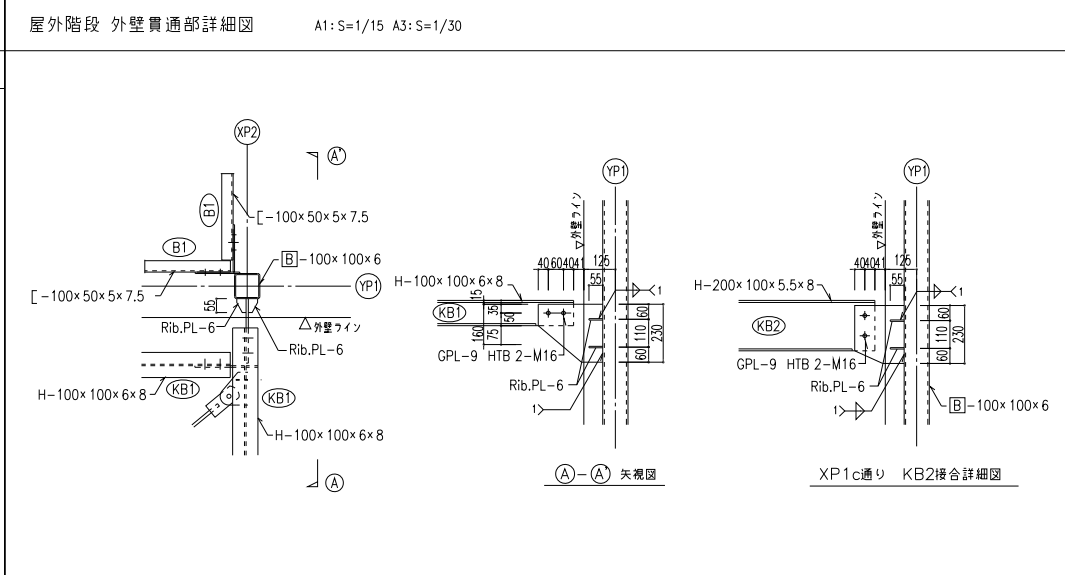 屋外階段 外壁貫通部詳細図
A1:S=1/15 A3:S=1/30
XP2
A'
B1
[-100×50×5×7.5
B1
B-100×100×6
YP1
[-100×50×5×7.5
55
Rib.PL-6
外壁ライン
Rib.PL-6
KB1
H-100×100×6×8
KB1
H-100×100×6×8
A
YP1
外壁ライン
40 60 40 41 125
55
H-100×100×6×8
15
KB1
35
50
160
75
1
60
110
60
230
GPL-9 HTB 2-M16
Rib.PL-6
1
A-A' 矢視図
YP1
外壁ライン
40 40 41 125
55
H-200×100×5.5×8
KB2
1
60
110
60
230
GPL-9 HTB 2-M16
Rib.PL-6
1
B-100×100×6
XP1c通り KB2接合詳細図